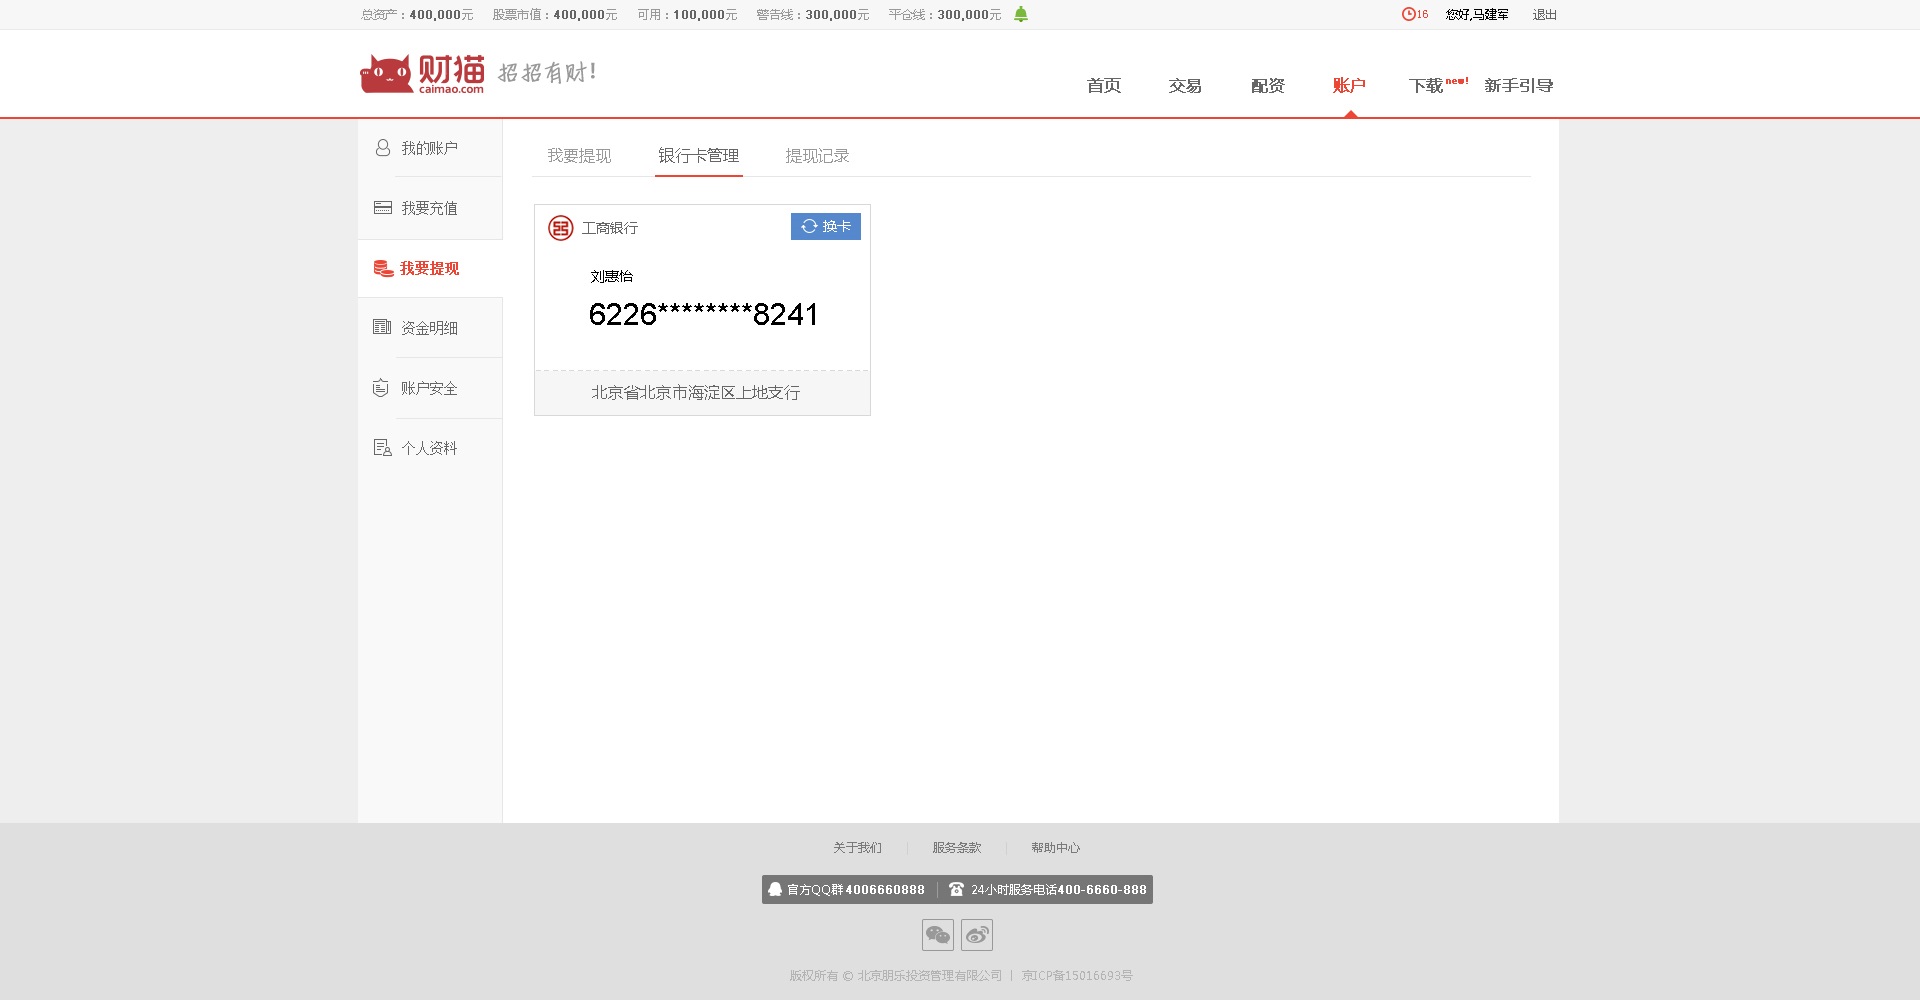 总资产：400,000元 股票市值：400,000元 可用：100,000元 警告线：300,000元 平仓线：300,000元 16 您好,马建军 退出
财猫 caimao.com 招招有财!
首页 交易 配资 账户 下载new! 新手引导
我的账户
我要充值
我要提现
资金明细
账户安全
个人资料
我要提现 银行卡管理 提现记录
工商银行 换卡
刘惠怡
6226********8241
北京省北京市海淀区上地支行
关于我们 服务条款 帮助中心
官方QQ群4006660888 24小时服务电话400-6660-888
版权所有 © 北京朋乐投资管理有限公司 | 京ICP备15016693号